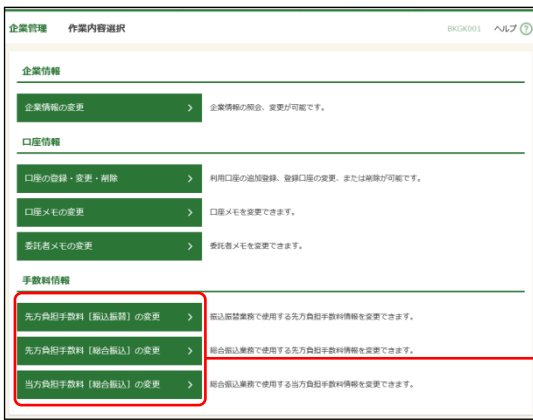 企業管理 作業内容選択 BKGK001 ヘルプ ?
企業情報
企業情報の変更 企業情報の照会、変更が可能です。
口座情報
口座の登録・変更・削除 利用口座の追加登録、登録口座の変更、または削除が可能です。
口座メモの変更 口座メモを変更できます。
委託者メモの変更 委託者メモを変更できます。
手数料情報
先方負担手数料［振込振替］の変更 振込振替業務で使用する先方負担手数料情報を変更できます。
先方負担手数料［総合振込］の変更 総合振込業務で使用する先方負担手数料情報を変更できます。
当方負担手数料［総合振込］の変更 総合振込業務で使用する当方負担手数料情報を変更できます。